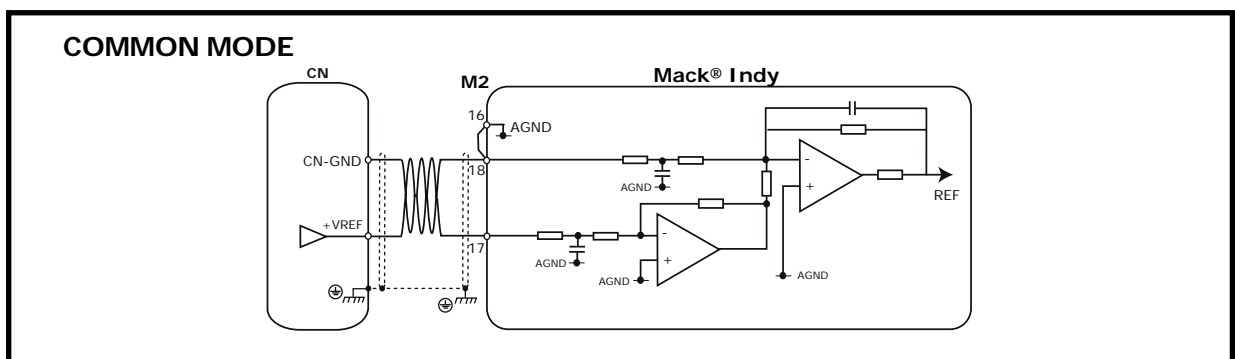 COMMON MODE
CN
M2
Mack® Indy
16
AGND
CN-GND
18
-
+
REF
AGND
+VREF
17
-
+
AGND
AGND
AGND